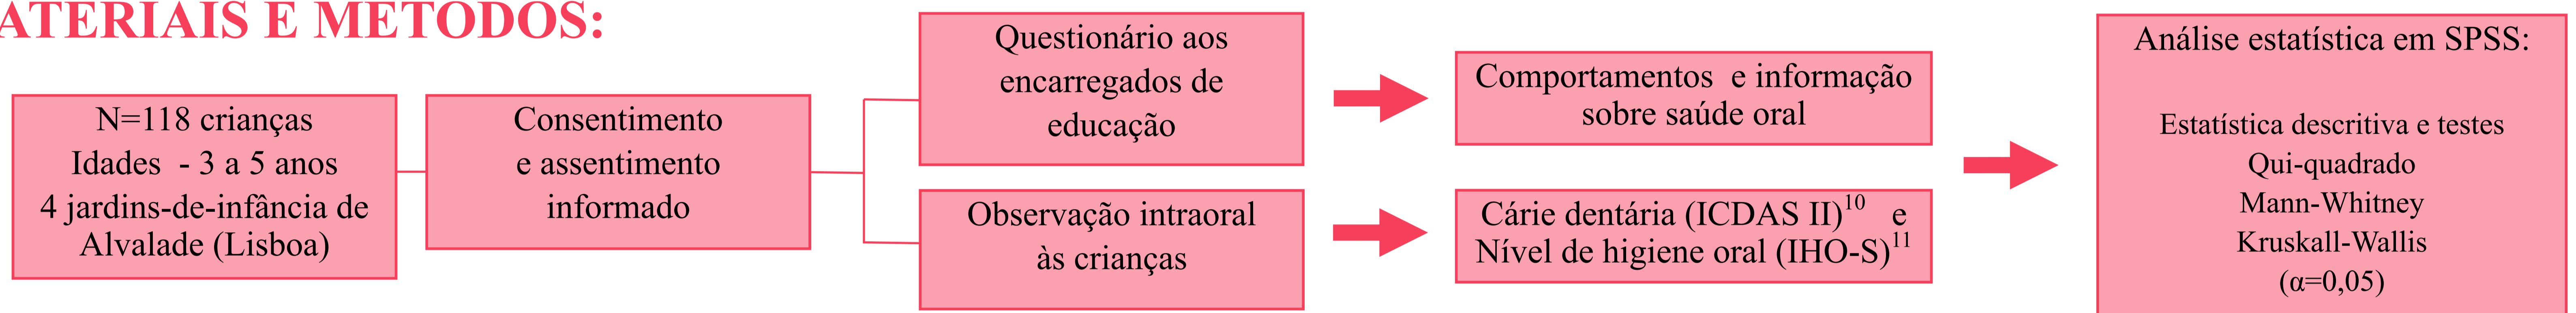 ATERIAIS E METODOS:
N=118 crianças
Idades - 3 a 5 anos
4 jardins-de-infância de
Alvalade (Lisboa)
Consentimento
e assentimento
informado
Questionário aos
encarregados de
educação
Observação intraoral
às crianças
Comportamentos e informação
sobre saúde oral
Cárie dentária (ICDAS II)¹⁰ e
Nível de higiene oral (IHO-S)¹¹
Análise estatística em SPSS:
Estatística descritiva e testes
Qui-quadrado
Mann-Whitney
Kruskall-Wallis
(α=0,05)